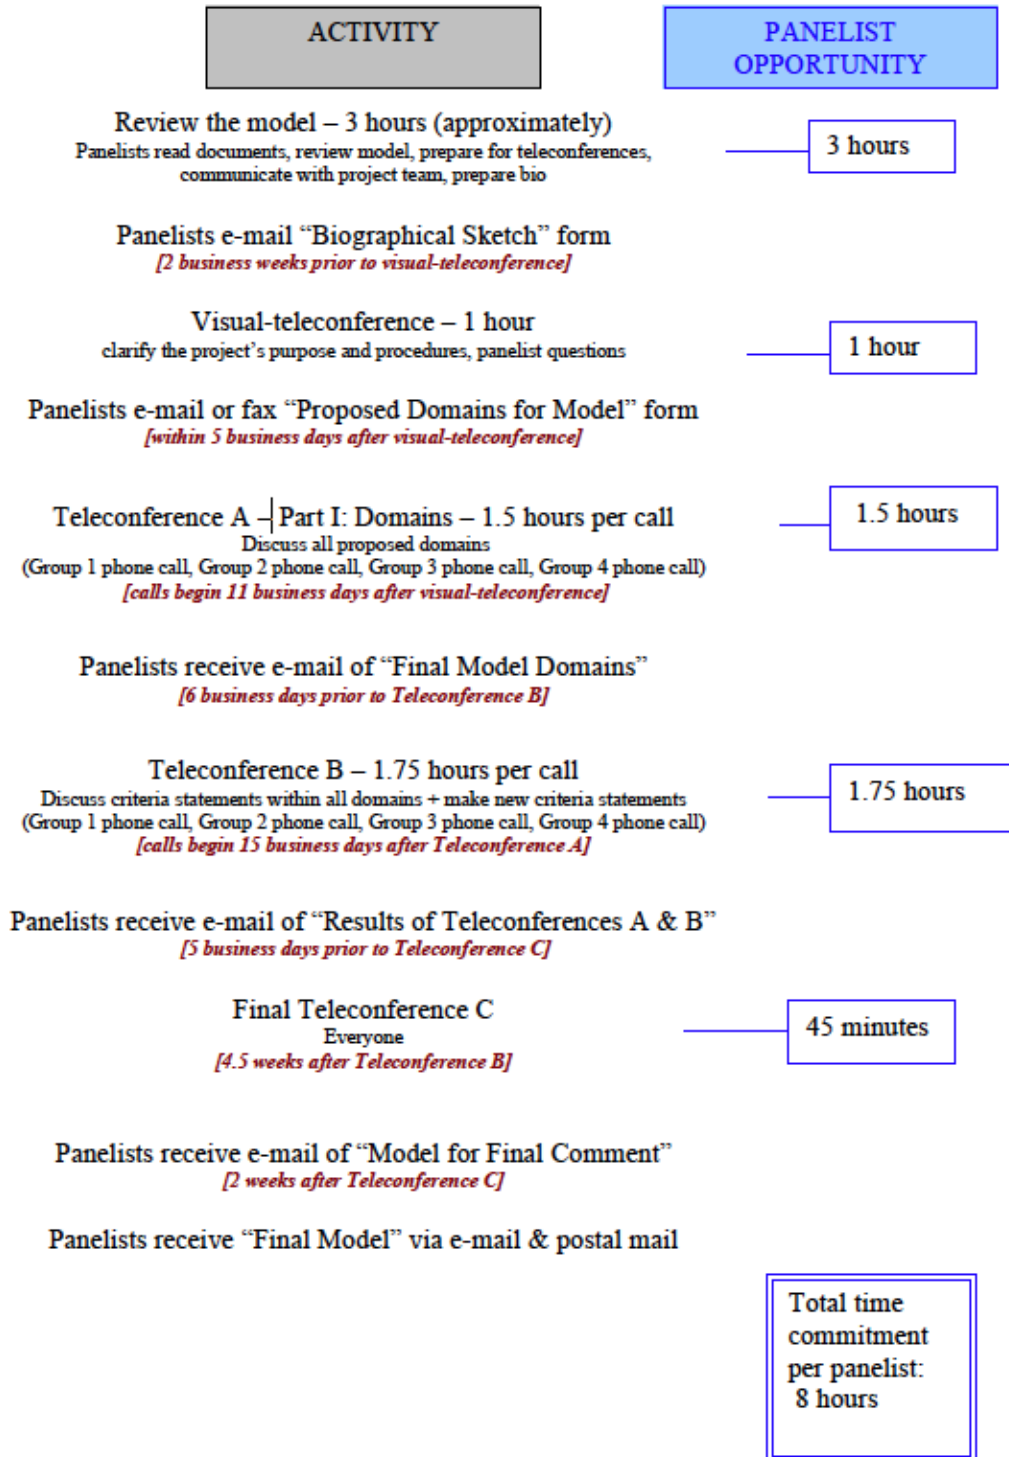 ACTIVITY
PANELIST
OPPORTUNITY
Review the model – 3 hours (approximately)
Panelists read documents, review model, prepare for teleconferences,
communicate with project team, prepare bio
3 hours
Panelists e-mail “Biographical Sketch” form
[2 business weeks prior to visual-teleconference]
Visual-teleconference – 1 hour
clarify the project’s purpose and procedures, panelist questions
1 hour
Panelists e-mail or fax “Proposed Domains for Model” form
[within 5 business days after visual-teleconference]
Teleconference A – Part I: Domains – 1.5 hours per call
Discuss all proposed domains
(Group 1 phone call, Group 2 phone call, Group 3 phone call, Group 4 phone call)
[calls begin 11 business days after visual-teleconference]
1.5 hours
Panelists receive e-mail of “Final Model Domains”
[6 business days prior to Teleconference B]
Teleconference B – 1.75 hours per call
Discuss criteria statements within all domains + make new criteria statements
(Group 1 phone call, Group 2 phone call, Group 3 phone call, Group 4 phone call)
[calls begin 15 business days after Teleconference A]
1.75 hours
Panelists receive e-mail of “Results of Teleconferences A & B”
[5 business days prior to Teleconference C]
Final Teleconference C
Everyone
[4.5 weeks after Teleconference B]
45 minutes
Panelists receive e-mail of “Model for Final Comment”
[2 weeks after Teleconference C]
Panelists receive “Final Model” via e-mail & postal mail
Total time
commitment
per panelist:
8 hours